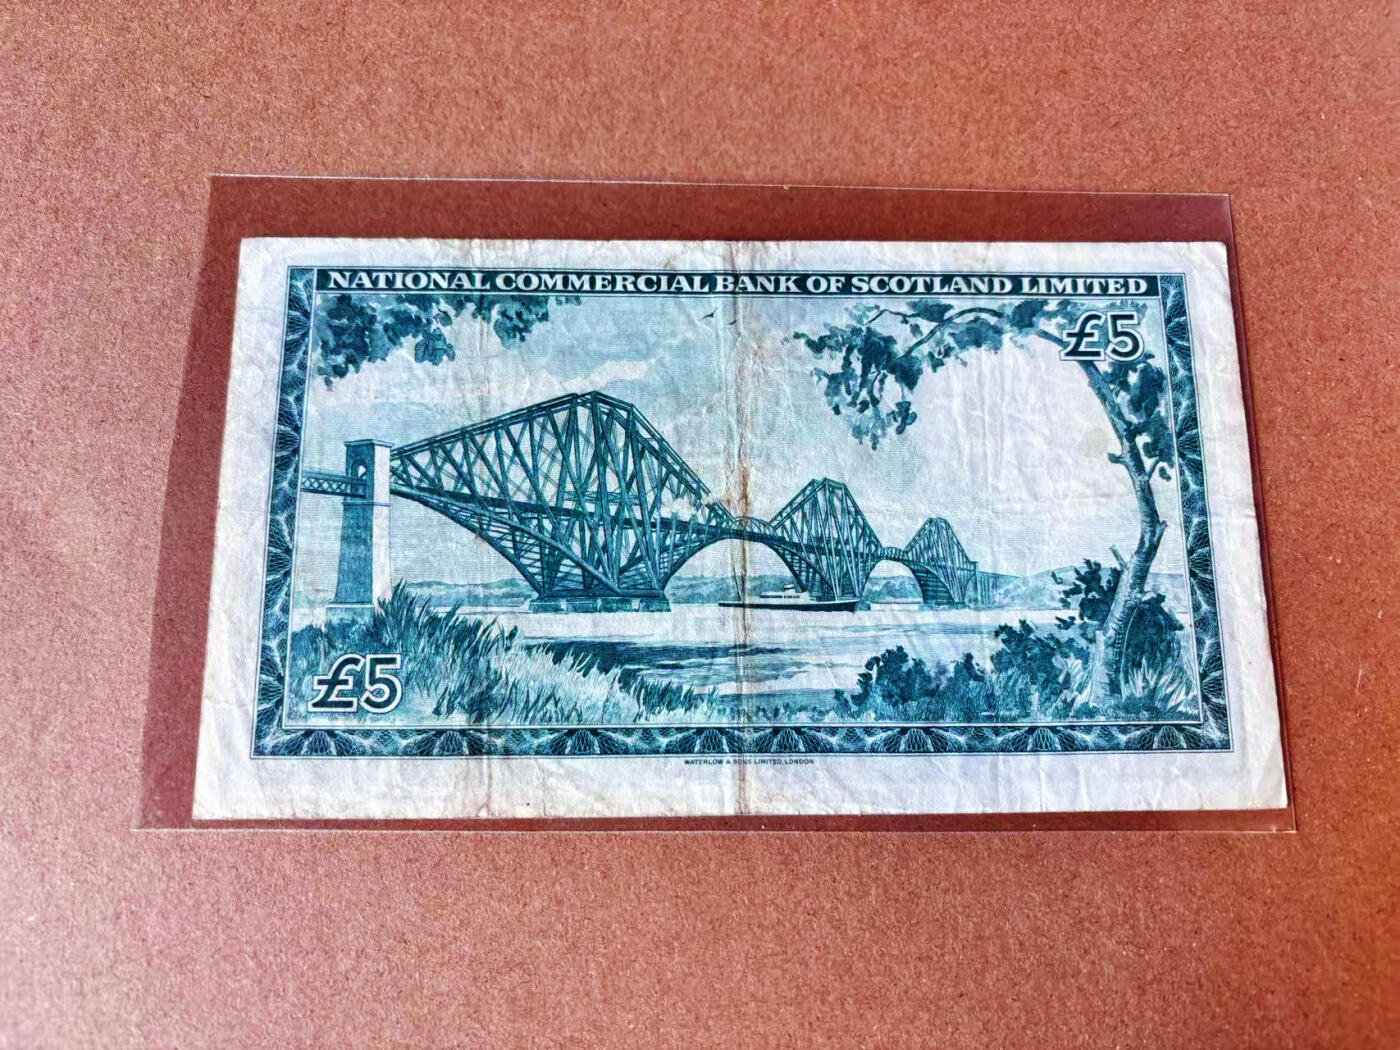 NATIONAL COMMERCIAL BANK OF SCOTLAND LIMITED
£5
£5
WATERLOW & SONS LIMITED, LONDON